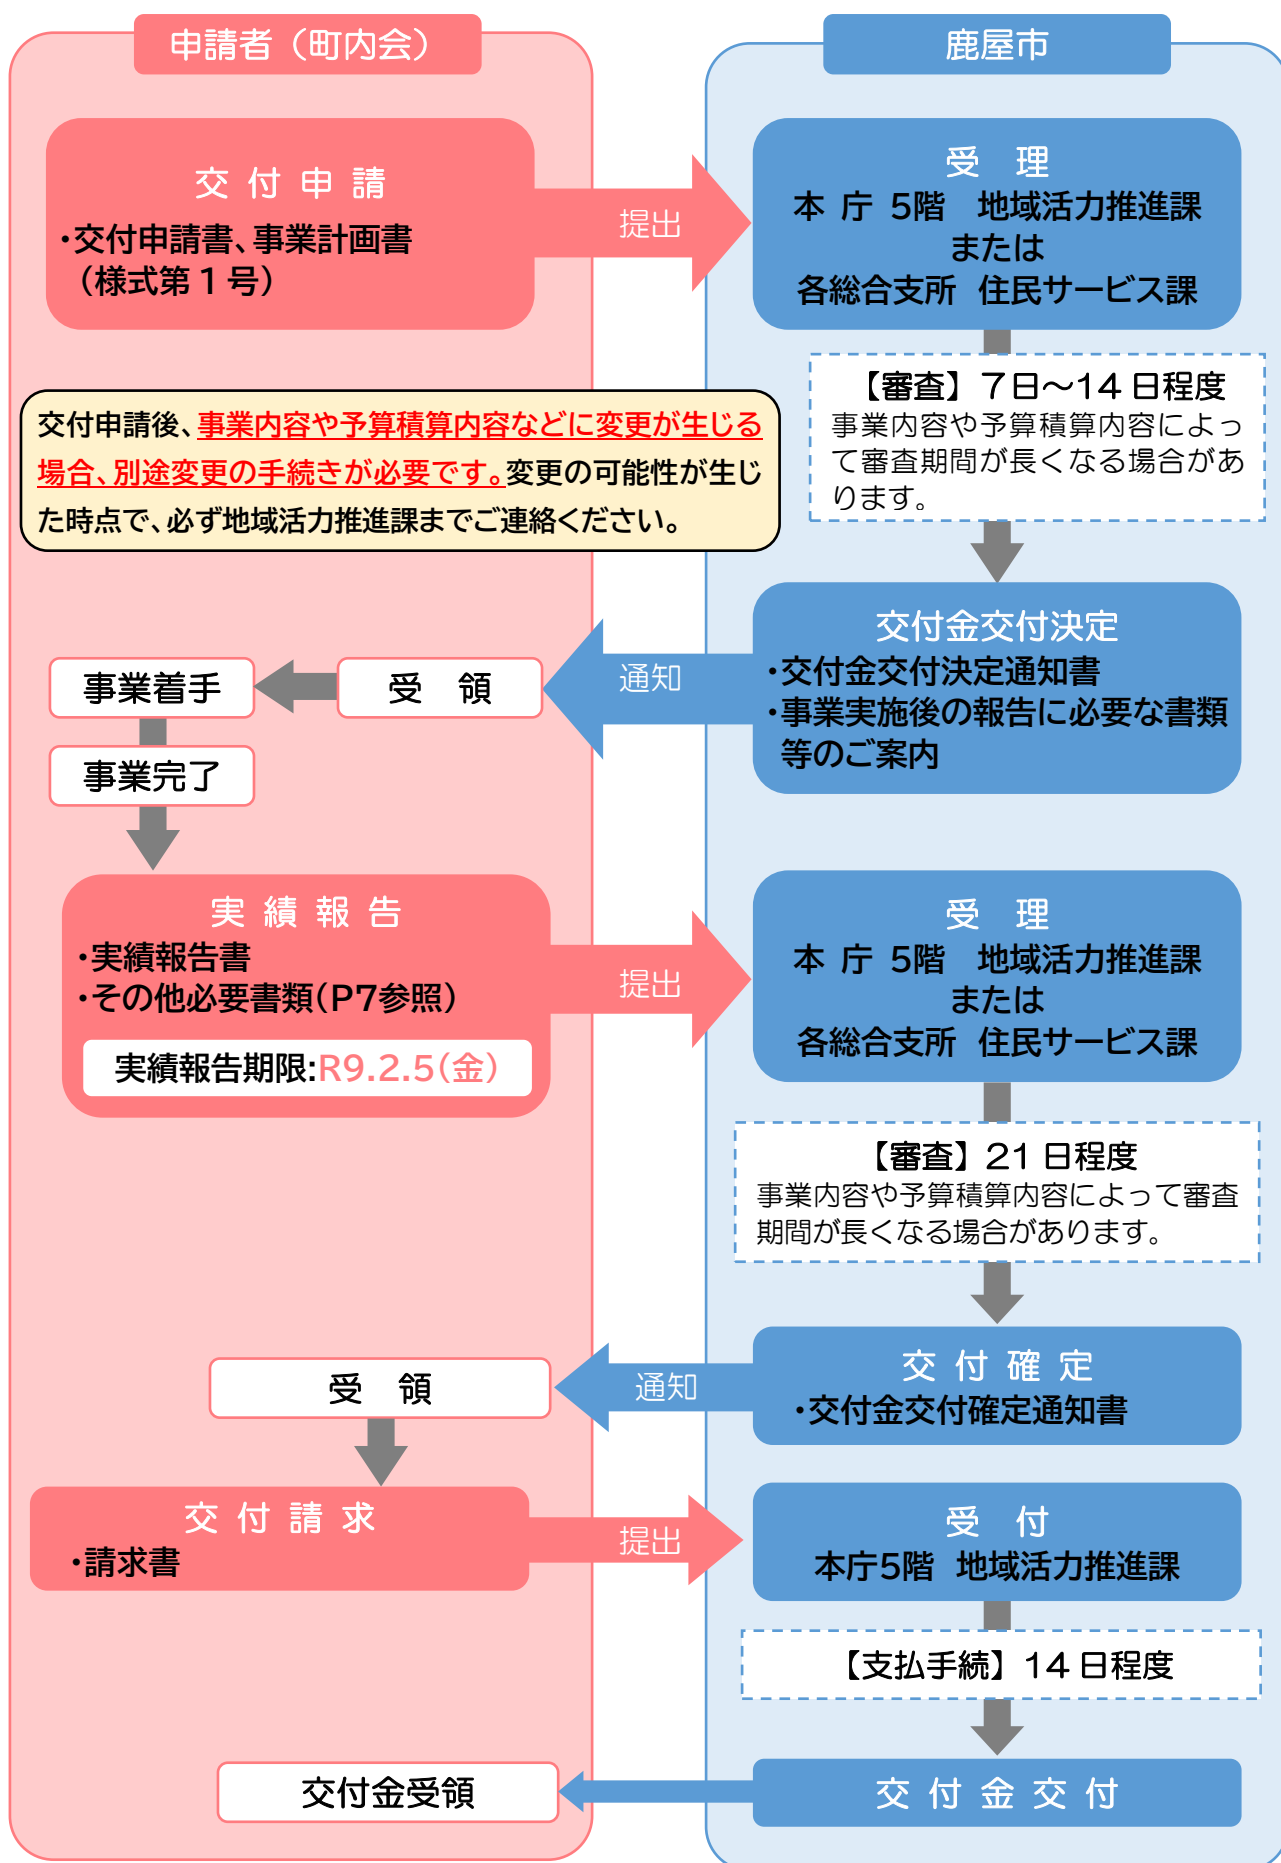 申請者（町内会）
鹿屋市
交付申請
・交付申請書、事業計画書
（様式第１号）
提出
受　理
本 庁 5階　地域活力推進課
または
各総合支所　住民サービス課
【審査】７日～14日程度
事業内容や予算積算内容によっ
て審査期間が長くなる場合があ
ります。
交付申請後、事業内容や予算積算内容などに変更が生じる
場合、別途変更の手続きが必要です。変更の可能性が生じ
た時点で、必ず地域活力推進課までご連絡ください。
交付金交付決定
・交付金交付決定通知書
・事業実施後の報告に必要な書類
等のご案内
通知
受　領
事業着手
事業完了
実績報告
・実績報告書
・その他必要書類（P7参照）
実績報告期限:R9.2.5（金）
提出
受　理
本 庁 5階　地域活力推進課
または
各総合支所　住民サービス課
【審査】21日程度
事業内容や予算積算内容によって審査
期間が長くなる場合があります。
交付確定
・交付金交付確定通知書
通知
受　領
交付請求
・請求書
提出
受　付
本庁5階　地域活力推進課
【支払手続】14日程度
交付金交付
交付金受領